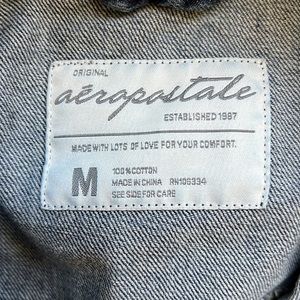 ORIGINAL
aéropostale
ESTABLISHED 1987
MADE WITH LOTS OF LOVE FOR YOUR COMFORT.
M
100% COTTON
MADE IN CHINA RN106334
SEE SIDE FOR CARE